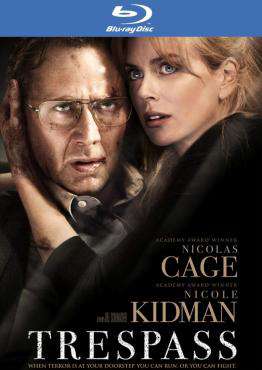 Blu-ray Disc
ACADEMY AWARD WINNER
NICOLAS
CAGE
ACADEMY AWARD WINNER
NICOLE
KIDMAN
TRESPASS
WHEN TERROR IS AT YOUR DOORSTEP YOU CAN RUN, OR YOU CAN FIGHT.